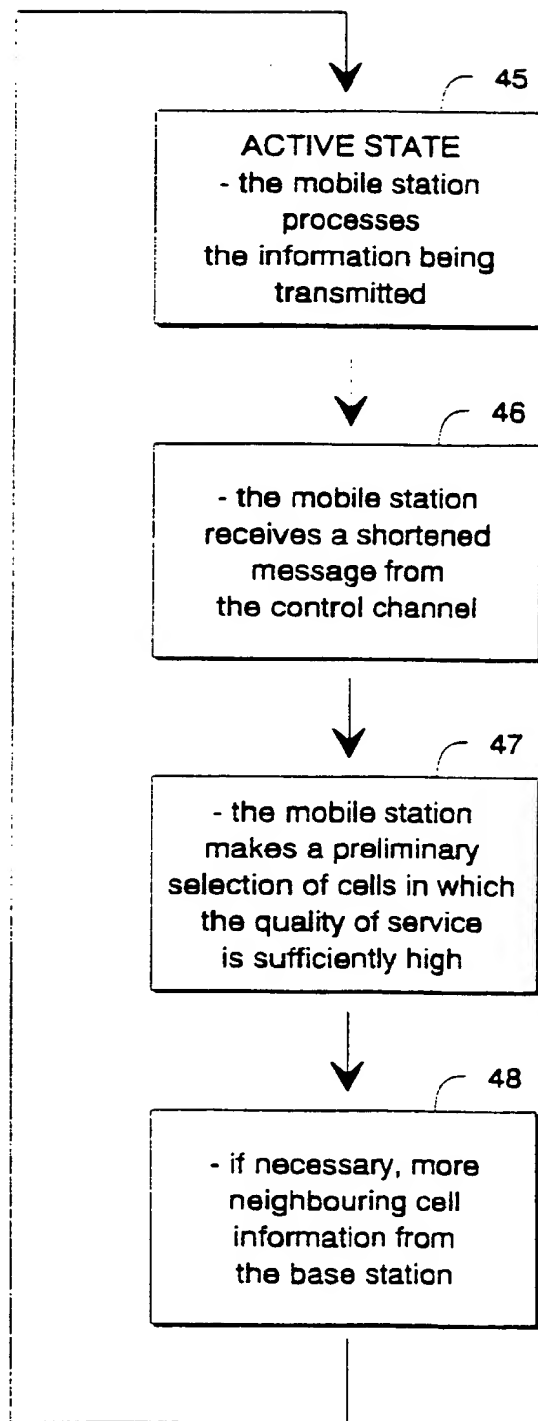 45
ACTIVE STATE
- the mobile station
processes
the information being
transmitted
46
- the mobile station
receives a shortened
message from
the control channel
47
- the mobile station
makes a preliminary
selection of cells in which
the quality of service
is sufficiently high
48
- if necessary, more
neighbouring cell
information from
the base station